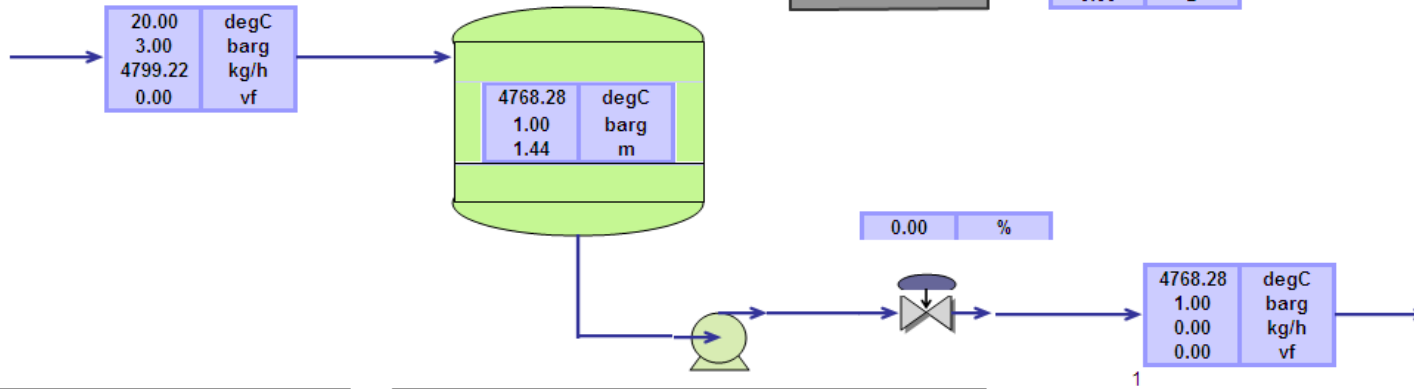 20.00 degC
3.00 barg
4799.22 kg/h
0.00 vf
4768.28 degC
1.00 barg
1.44 m
0.00 %
4768.28 degC
1.00 barg
0.00 kg/h
0.00 vf
1